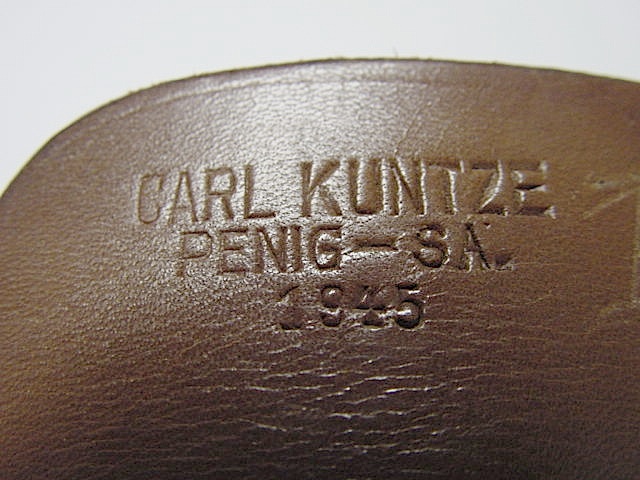 CARL KUNTZE
PENIG-SA.
1945